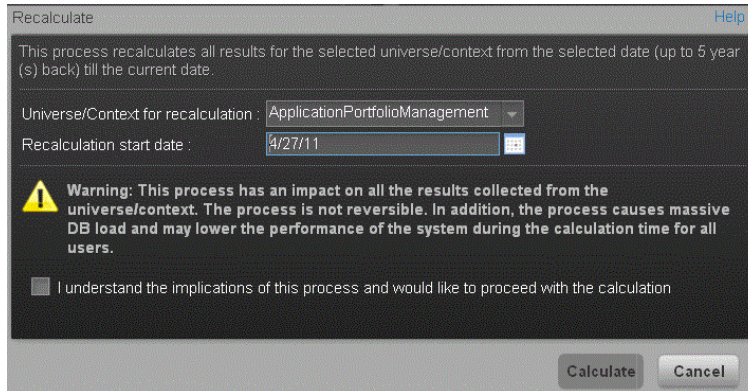 Recalculate Help
This process recalculates all results for the selected universe/context from the selected date (up to 5 year
(s) back) till the current date.
Universe/Context for recalculation : ApplicationPortfolioManagement
Recalculation start date : 4/27/11
Warning: This process has an impact on all the results collected from the
universe/context. The process is not reversible. In addition, the process causes massive
DB load and may lower the performance of the system during the calculation time for all
users.
I understand the implications of this process and would like to proceed with the calculation
Calculate Cancel